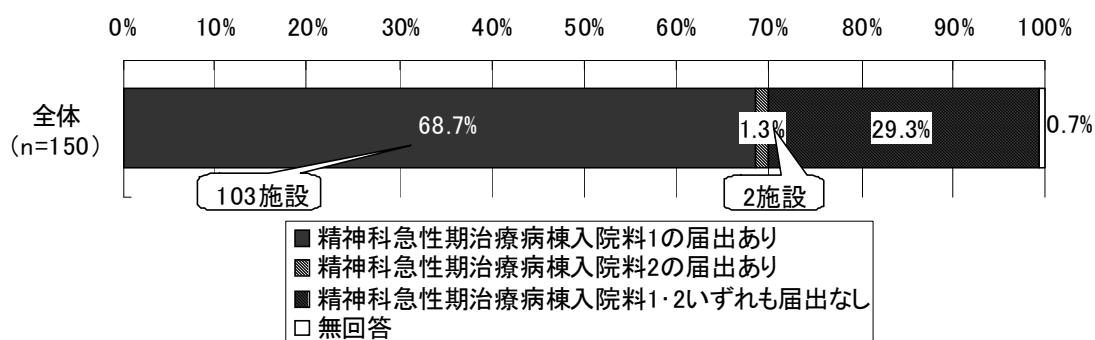 0% 10% 20% 30% 40% 50% 60% 70% 80% 90% 100%
全体
(n=150)
68.7% 1.3% 29.3% 0.7%
103施設 2施設
精神科急性期治療病棟入院料1の届出あり
精神科急性期治療病棟入院料2の届出あり
精神科急性期治療病棟入院料1・2いずれも届出なし
無回答